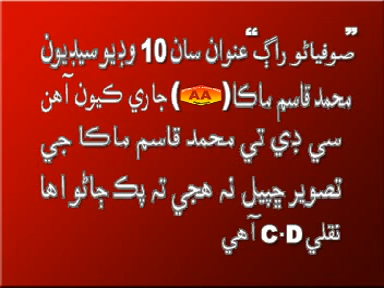 ”صوفياڻو راڳ“ عنوان سان 10 وڊيو سيڊيون
محمد قاسم ماڪا (AA) جاري ڪيون آهن
سي ڊي تي محمد قاسم ماڪا جي
تصوير ڇپيل نه هجي ته پڪ ڄاڻو اها
نقلي C.D آهي